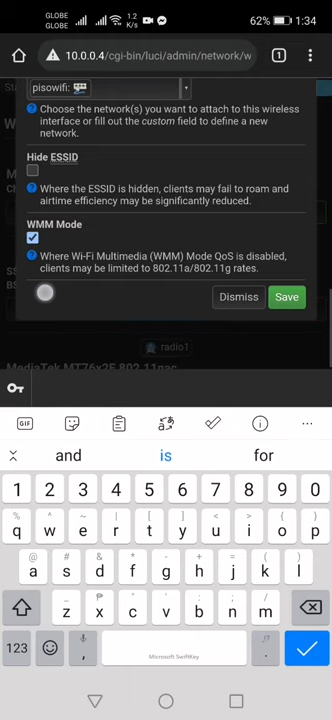 GLOBE
GLOBE
1.2
K/s
62%
1:34
10.0.0.4/cgi-bin/luci/admin/network/w
1
pisowifi:
Choose the network(s) you want to attach to this wireless
interface or fill out the custom field to define a new
network.
Hide ESSID
Where the ESSID is hidden, clients may fail to roam and
airtime efficiency may be significantly reduced.
WMM Mode
Where Wi-Fi Multimedia (WMM) Mode QoS is disabled,
clients may be limited to 802.11a/802.11g rates.
Dismiss
Save
radio1
MediaTek MT76x2E 802.11nac
GIF
and
is
for
1 2 3 4 5 6 7 8 9 0
% ^ ~ | [ ] < > { }
q w e r t y u i o p
@ # & * - + = ( )
a s d f g h j k l
₱ " ' : ; /
z x c v b n m
123
,
Microsoft SwiftKey
!?
.